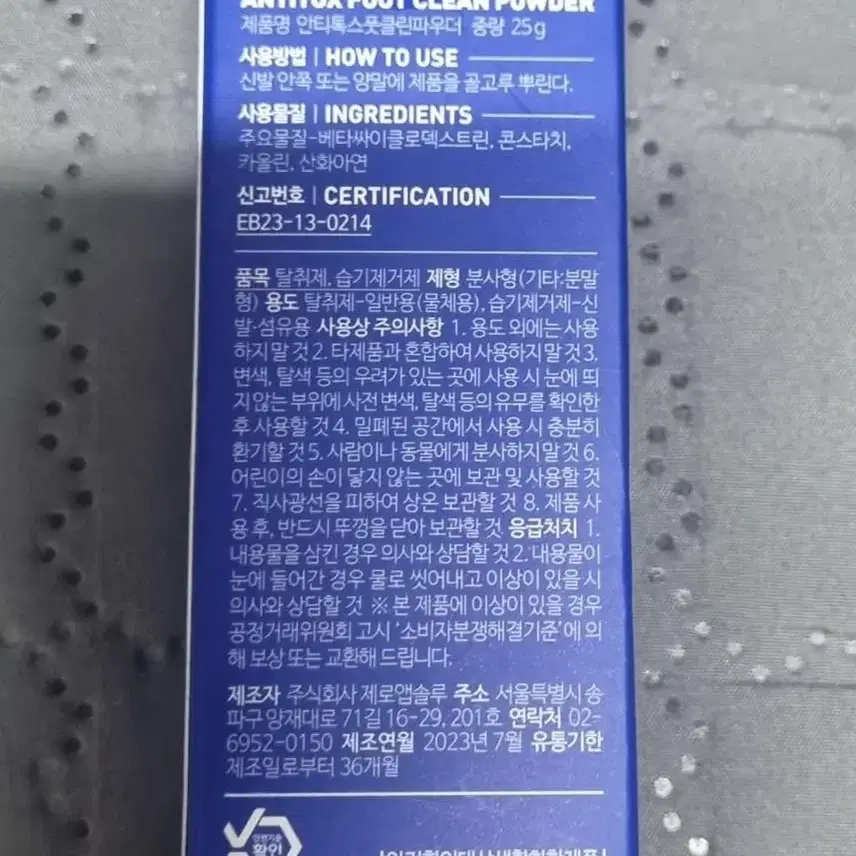 ANTITOX FOOT CLEAN POWDER
제품명 안티톡스풋클린파우더 중량 25g
사용방법 | HOW TO USE
신발 안쪽 또는 양말에 제품을 골고루 뿌린다.
사용물질 | INGREDIENTS
주요물질-베타싸이클로덱스트린, 콘스타치,
카올린, 산화아연
신고번호 | CERTIFICATION
EB23-13-0214
품목 탈취제, 습기제거제 제형 분사형(기타:분말
형) 용도 탈취제-일반용(물체용), 습기제거제-신
발·섬유용 사용상 주의사항 1. 용도 외에는 사용
하지 말 것 2. 타제품과 혼합하여 사용하지 말 것 3.
변색, 탈색 등의 우려가 있는 곳에 사용 시 눈에 띄
지 않는 부위에 사전 변색, 탈색 등의 유무를 확인한
후 사용할 것 4. 밀폐된 공간에서 사용 시 충분히
환기할 것 5. 사람이나 동물에게 분사하지 말 것 6.
어린이의 손이 닿지 않는 곳에 보관 및 사용할 것
7. 직사광선을 피하여 상온 보관할 것 8. 제품 사
용 후, 반드시 뚜껑을 닫아 보관할 것 응급처치 1.
내용물을 삼킨 경우 의사와 상담할 것 2. 내용물이
눈에 들어간 경우 물로 씻어내고 이상이 있을 시
의사와 상담할 것 ※ 본 제품에 이상이 있을 경우
공정거래위원회 고시 '소비자분쟁해결기준'에 의
해 보상 또는 교환해 드립니다.
제조자 주식회사 제로앱솔루 주소 서울특별시 송
파구 양재대로 71길 16-29, 201호 연락처 02-
6952-0150 제조연월 2023년 7월 유통기한
제조일로부터 36개월
안전기준
확인
안전확인대상생활화학제품